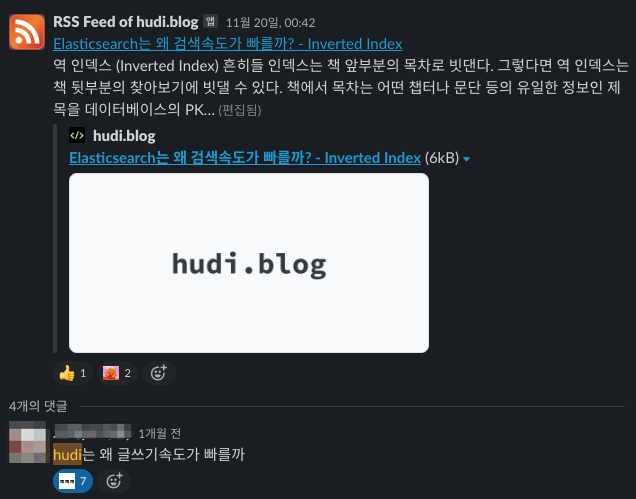 RSS Feed of hudi.blog 앱 11월 20일, 00:42
Elasticsearch는 왜 검색속도가 빠를까? - Inverted Index
역 인덱스 (Inverted Index) 흔히들 인덱스는 책 앞부분의 목차로 빗댄다. 그렇다면 역 인덱스는
책 뒷부분의 찾아보기에 빗댈 수 있다. 책에서 목차는 어떤 챕터나 문단 등의 유일한 정보인 제
목을 데이터베이스의 PK... (편집됨)
</> hudi.blog
Elasticsearch는 왜 검색속도가 빠를까? - Inverted Index (6kB)
hudi.blog
1 2
4개의 댓글
1개월 전
hudi는 왜 글쓰기속도가 빠를까
7